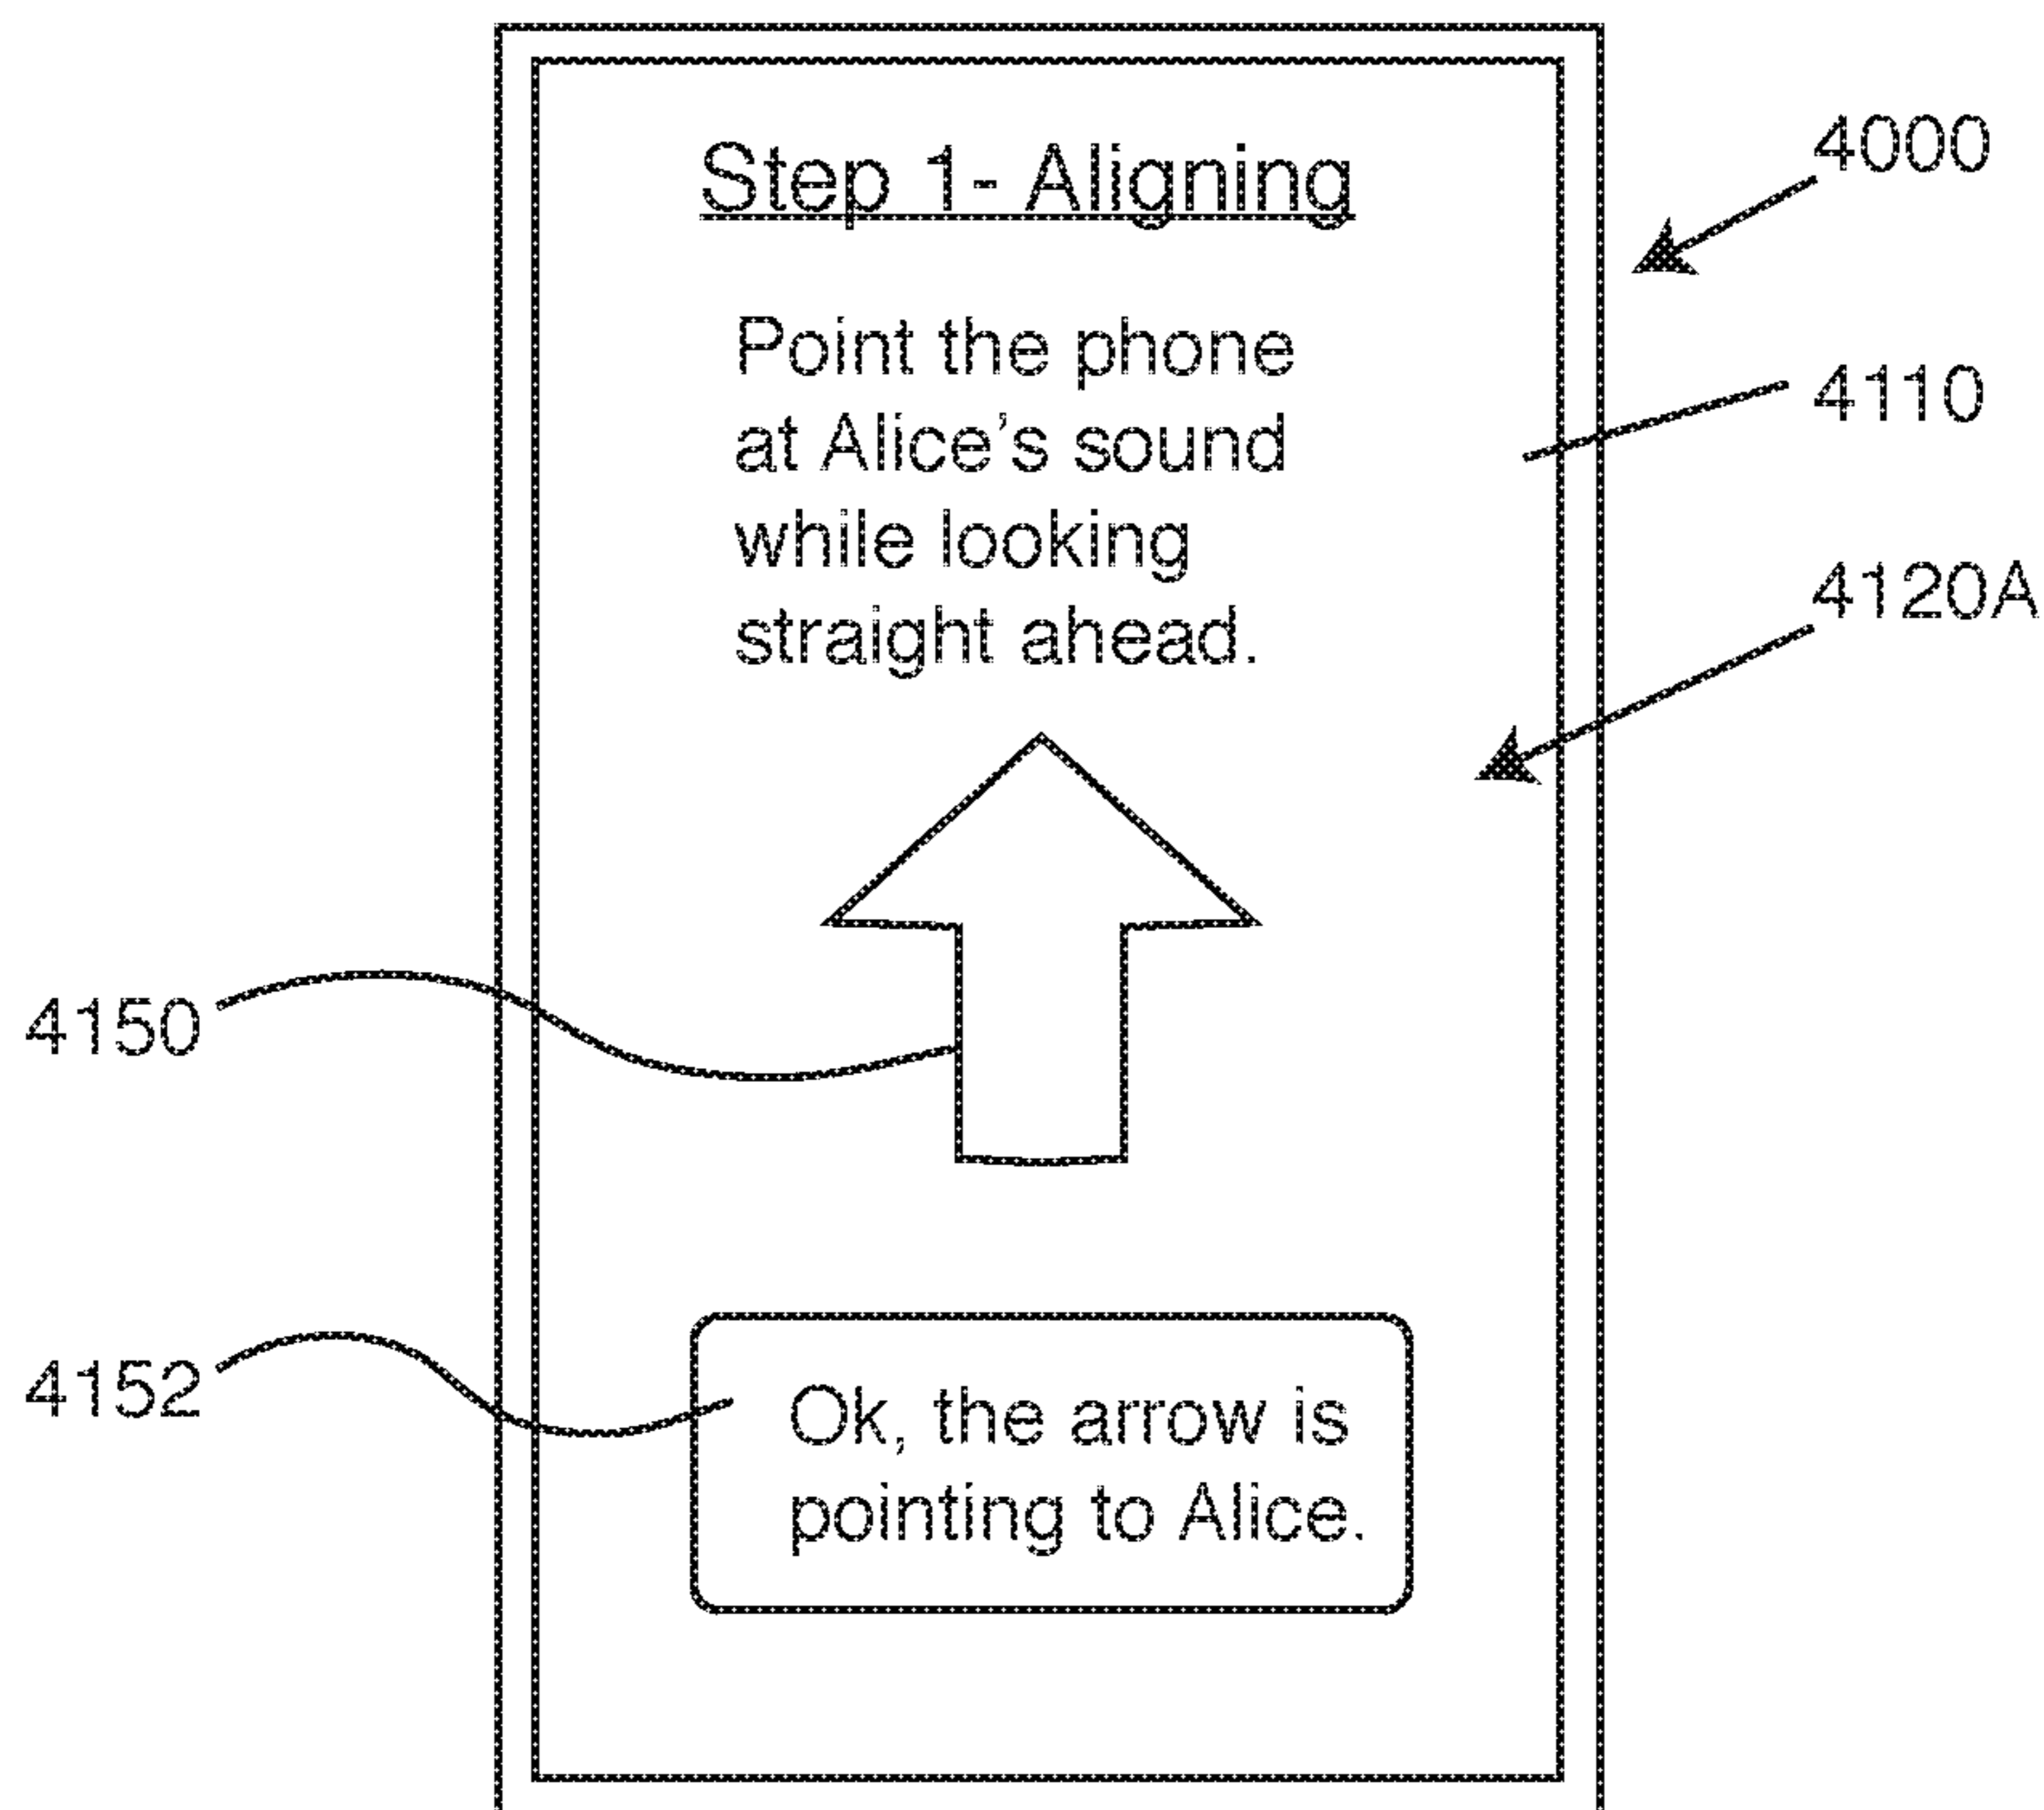 Step 1- Aligning
Point the phone
at Alice's sound
while looking
straight ahead.
Ok, the arrow is
pointing to Alice.
4000
4110
4120A
4150
4152